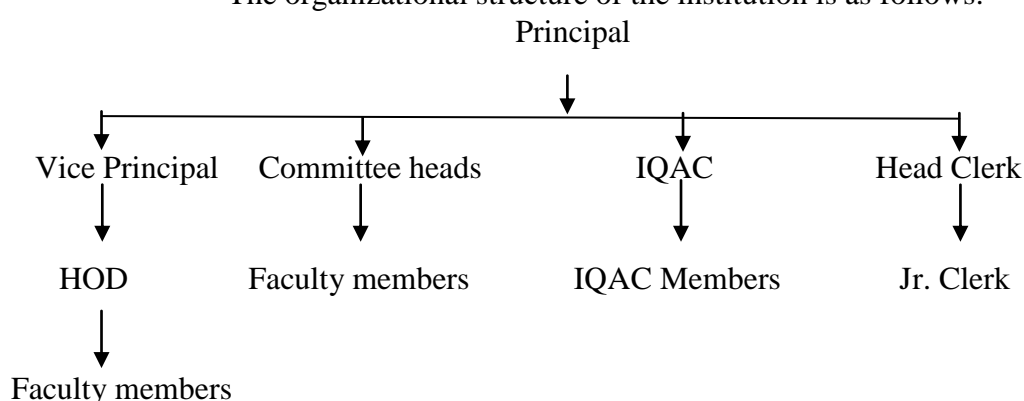 The organizational structure of the institution is as follows:
Principal
Vice Principal Committee heads IQAC Head Clerk
HOD Faculty members IQAC Members Jr. Clerk
Faculty members